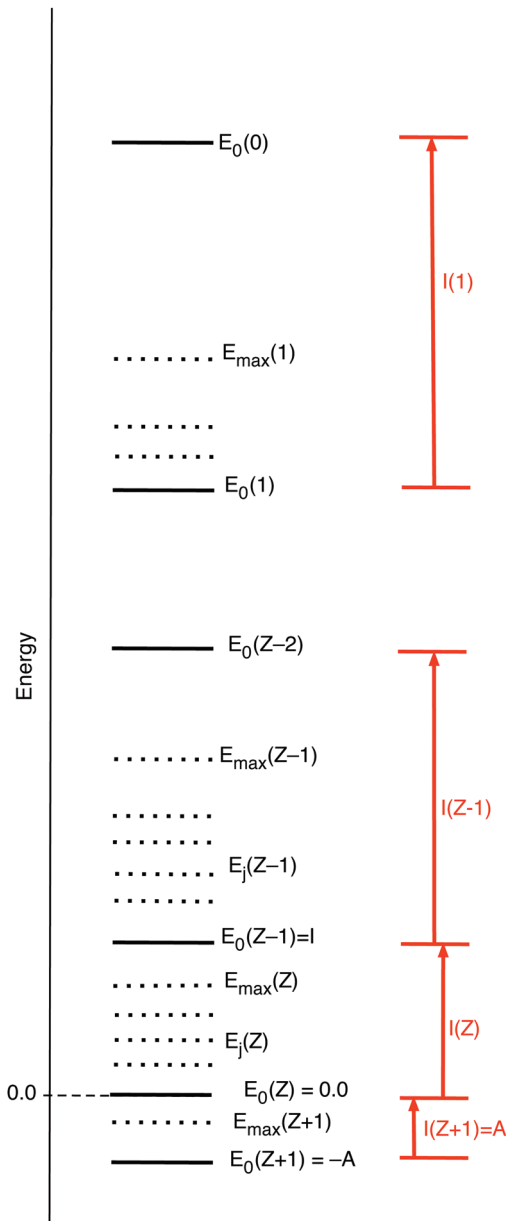 E₀(0)
I(1)
Eₘₐₓ(1)
E₀(1)
Energy
E₀(Z–2)
Eₘₐₓ(Z–1)
I(Z-1)
Eⱼ(Z–1)
E₀(Z–1)=I
Eₘₐₓ(Z)
I(Z)
Eⱼ(Z)
0.0
E₀(Z) = 0.0
Eₘₐₓ(Z+1)
I(Z+1)=A
E₀(Z+1) = –A